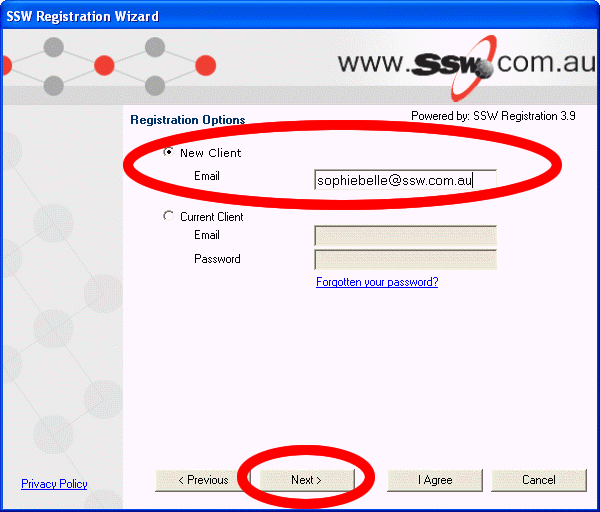 SSW Registration Wizard
www.SSW.com.au
Powered by: SSW Registration 3.9
Registration Options
New Client
Email sophiebelle@ssw.com.au
Current Client
Email
Password
Forgotten your password?
Privacy Policy < Previous Next > I Agree Cancel